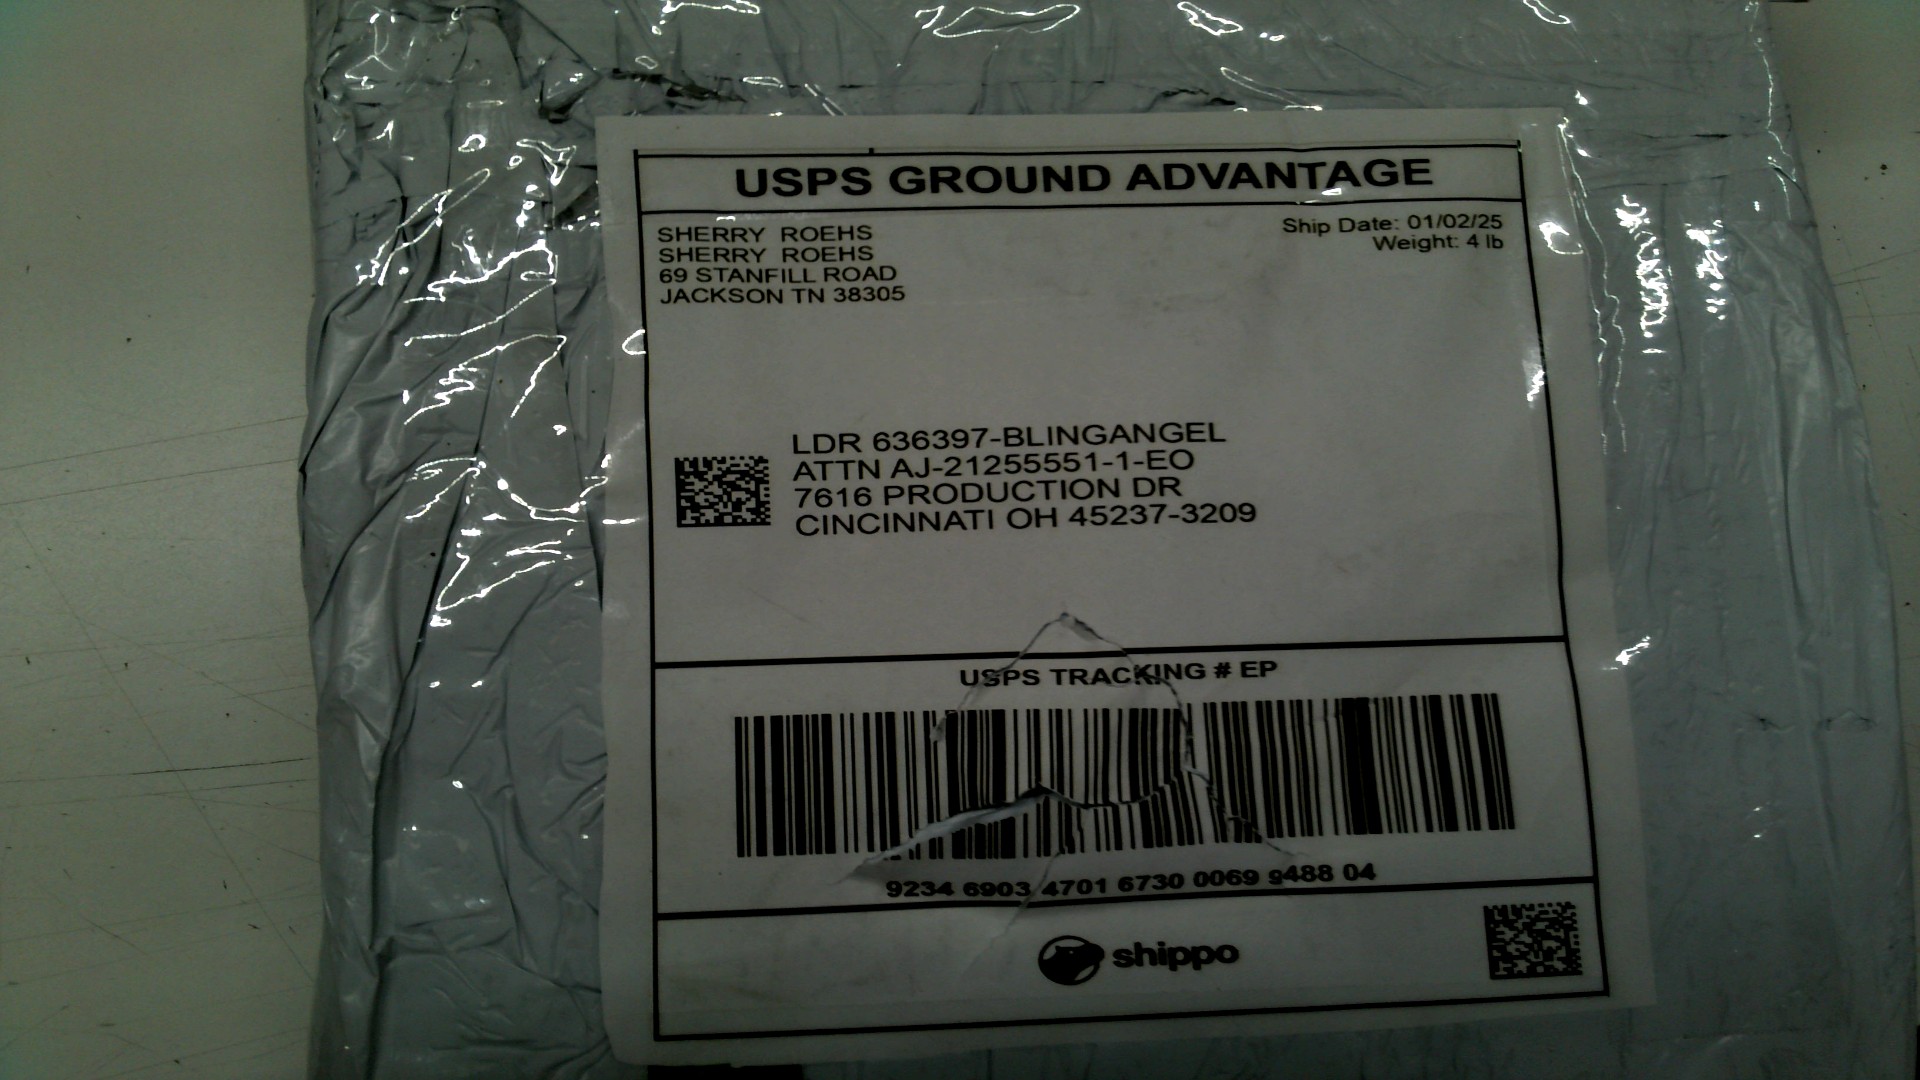 USPS GROUND ADVANTAGE
SHERRY ROEHS
SHERRY ROEHS
69 STANFILL ROAD
JACKSON TN 38305
Ship Date: 01/02/25
Weight: 4 lb
LDR 636397-BLINGANGEL
ATTN AJ-21255551-1-EO
7616 PRODUCTION DR
CINCINNATI OH 45237-3209
USPS TRACKING # EP
9234 6903 4701 6730 0069 9488 04
shippo